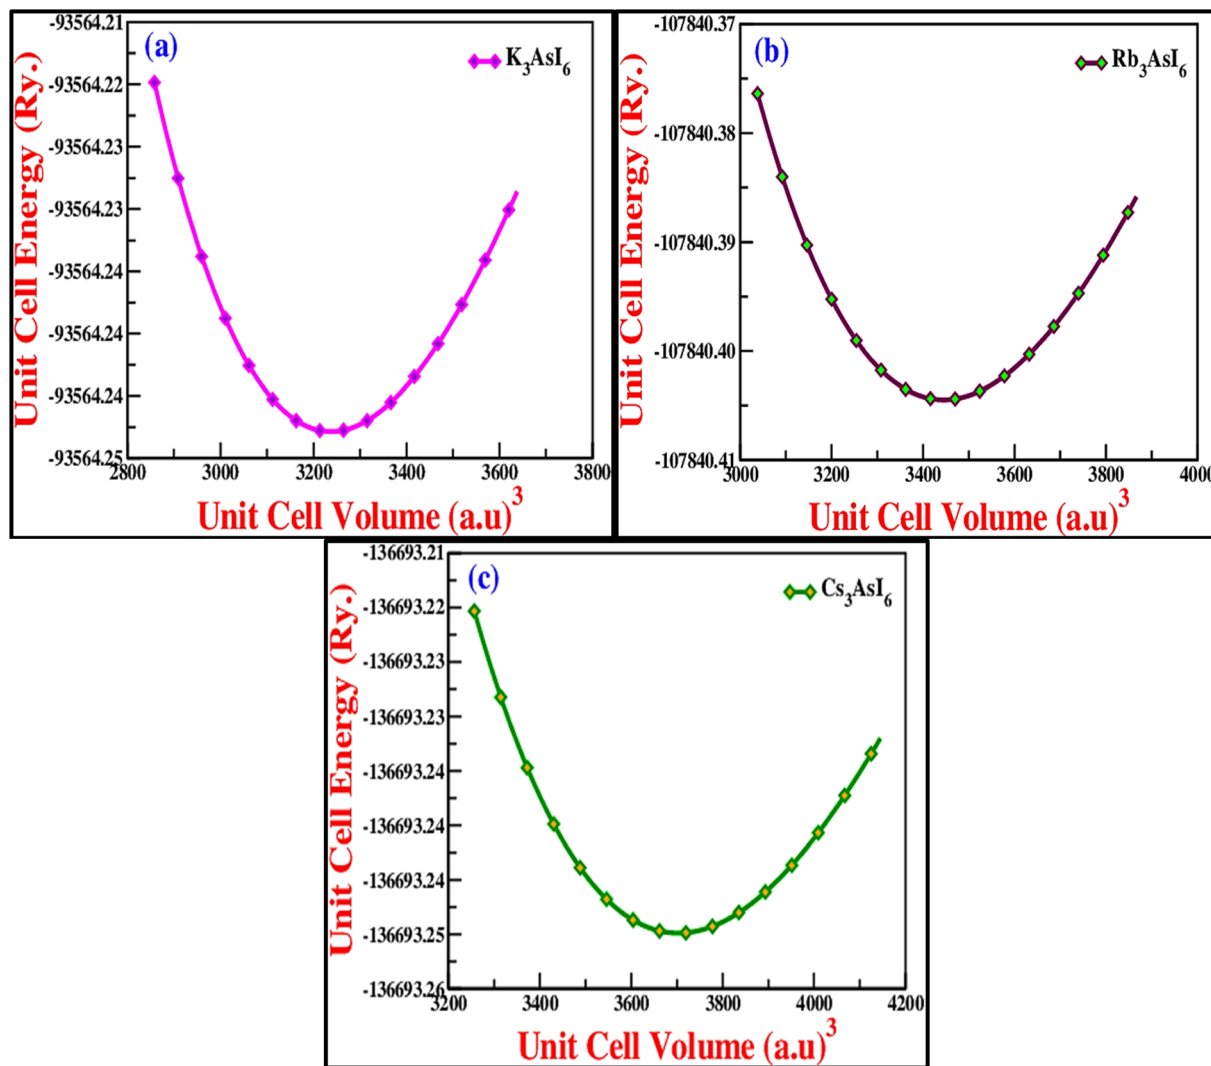 (a)
K₃AsI₆
Unit Cell Energy (Ry.)
-93564.21
-93564.22
-93564.23
-93564.23
-93564.24
-93564.24
-93564.24
-93564.25
2800 3000 3200 3400 3600 3800
Unit Cell Volume (a.u)³
(b)
Rb₃AsI₆
Unit Cell Energy (Ry.)
-107840.37
-107840.38
-107840.39
-107840.40
-107840.41
3000 3200 3400 3600 3800 4000
Unit Cell Volume (a.u)³
(c)
Cs₃AsI₆
Unit Cell Energy (Ry.)
-136693.21
-136693.22
-136693.23
-136693.23
-136693.24
-136693.24
-136693.24
-136693.25
-136693.26
3200 3400 3600 3800 4000 4200
Unit Cell Volume (a.u)³